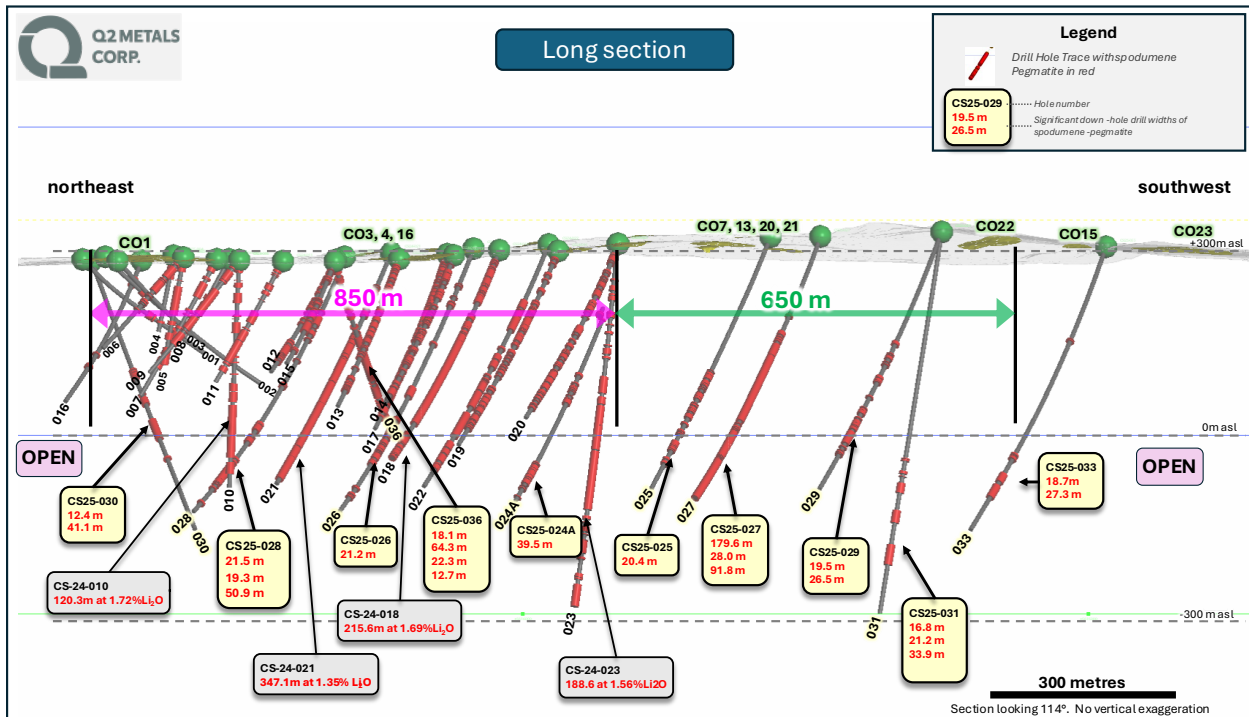 Q2 METALS
CORP.
Long section
Legend
Drill Hole Trace withspodumene
Pegmatite in red
CS25-029
19.5 m
26.5 m
Hole number
Significant down -hole drill widths of
spodumene -pegmatite
northeast
southwest
CO1
CO3, 4, 16
CO7, 13, 20, 21
CO22
CO15
CO23
+300m asl
850 m
650 m
016
006
009
007
004
005
008
003
001
011
002
012
015
010
028
030
021
013
014
017
036
018
026
022
019
020
024A
023
025
027
029
031
033
0m asl
-300 m asl
OPEN
OPEN
CS25-030
12.4 m
41.1 m
CS-24-010
120.3m at 1.72%Li₂O
CS25-028
21.5 m
19.3 m
50.9 m
CS-24-021
347.1m at 1.35% Li₂O
CS25-026
21.2 m
CS-24-018
215.6m at 1.69%Li₂O
CS25-036
18.1 m
64.3 m
22.3 m
12.7 m
CS25-024A
39.5 m
CS-24-023
188.6 at 1.56%Li2O
CS25-025
20.4 m
CS25-027
179.6 m
28.0 m
91.8 m
CS25-029
19.5 m
26.5 m
CS25-031
16.8 m
21.2 m
33.9 m
CS25-033
18.7m
27.3m
300 metres
Section looking 114°. No vertical exaggeration